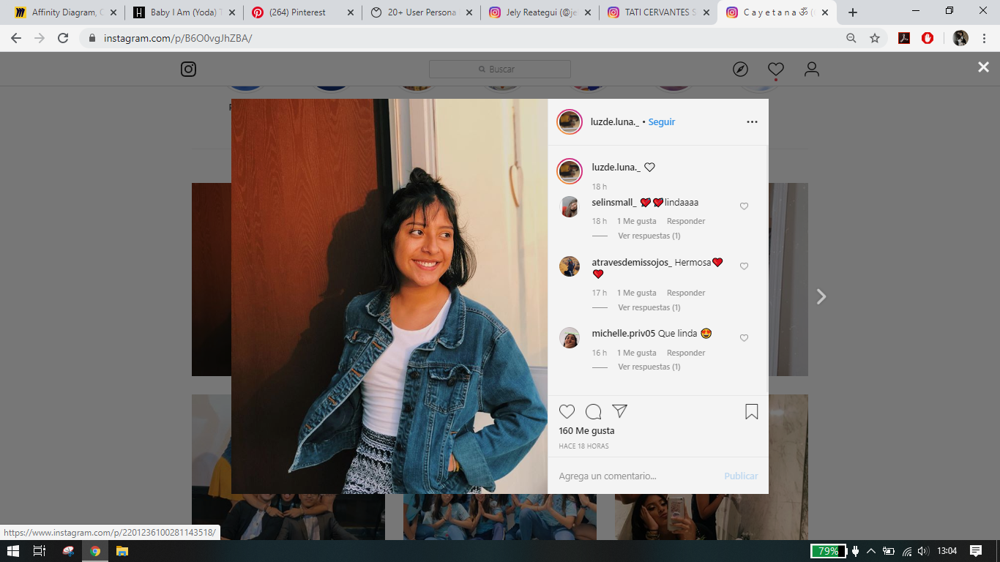 Affinity Diagram, C
Baby I Am (Yoda) T
(264) Pinterest
20+ User Persona
Jely Reategui (@je
TATI CERVANTES S
C a y e t a n a ॐ (
instagram.com/p/B6O0vgJhZBA/
Buscar
luzde.luna._ • Seguir
luzde.luna._
18 h
selinsmall_ lindaaaa
18 h 1 Me gusta Responder
Ver respuestas (1)
atravesdemissojos_ Hermosa
17 h 1 Me gusta Responder
Ver respuestas (1)
michelle.priv05 Que linda 😍
16 h 1 Me gusta Responder
Ver respuestas (1)
160 Me gusta
HACE 18 HORAS
Agrega un comentario... Publicar
https://www.instagram.com/p/2201236100281143518/
79%
13:04